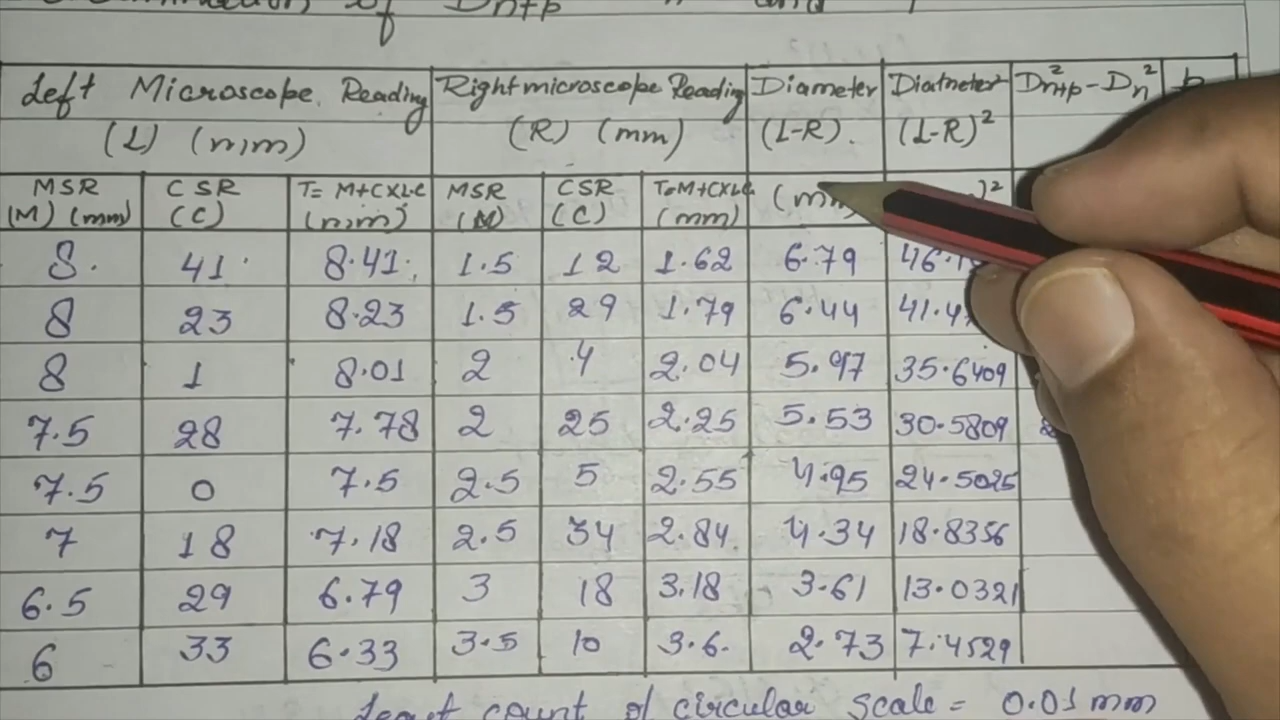 of Dn+p
Left Microscope Reading Right microscope Reading Diameter Diameter² D²n+p - D²n
(L) (mm) (R) (mm) (L-R). (L-R)²
MSR CSR T= M+C×L·C MSR CSR T=M+C×L·C
(M) (mm) (C) (mm) (M) (C) (mm)
8. 41 8.41 1.5 12 1.62 6.79
8 23 8.23 1.5 29 1.79 6.44
8 1 8.01 2 4 2.04 5.97 35.6409
7.5 28 7.78 2 25 2.25 5.53 30.5809
7.5 0 7.5 2.5 5 2.55 4.95 24.5025
7 18 7.18 2.5 34 2.84 4.34 18.8356
6.5 29 6.79 3 18 3.18 3.61 13.0321
6 33 6.33 3.5 10 3.6. 2.73 7.4529
Least count of circular scale = 0.01 mm